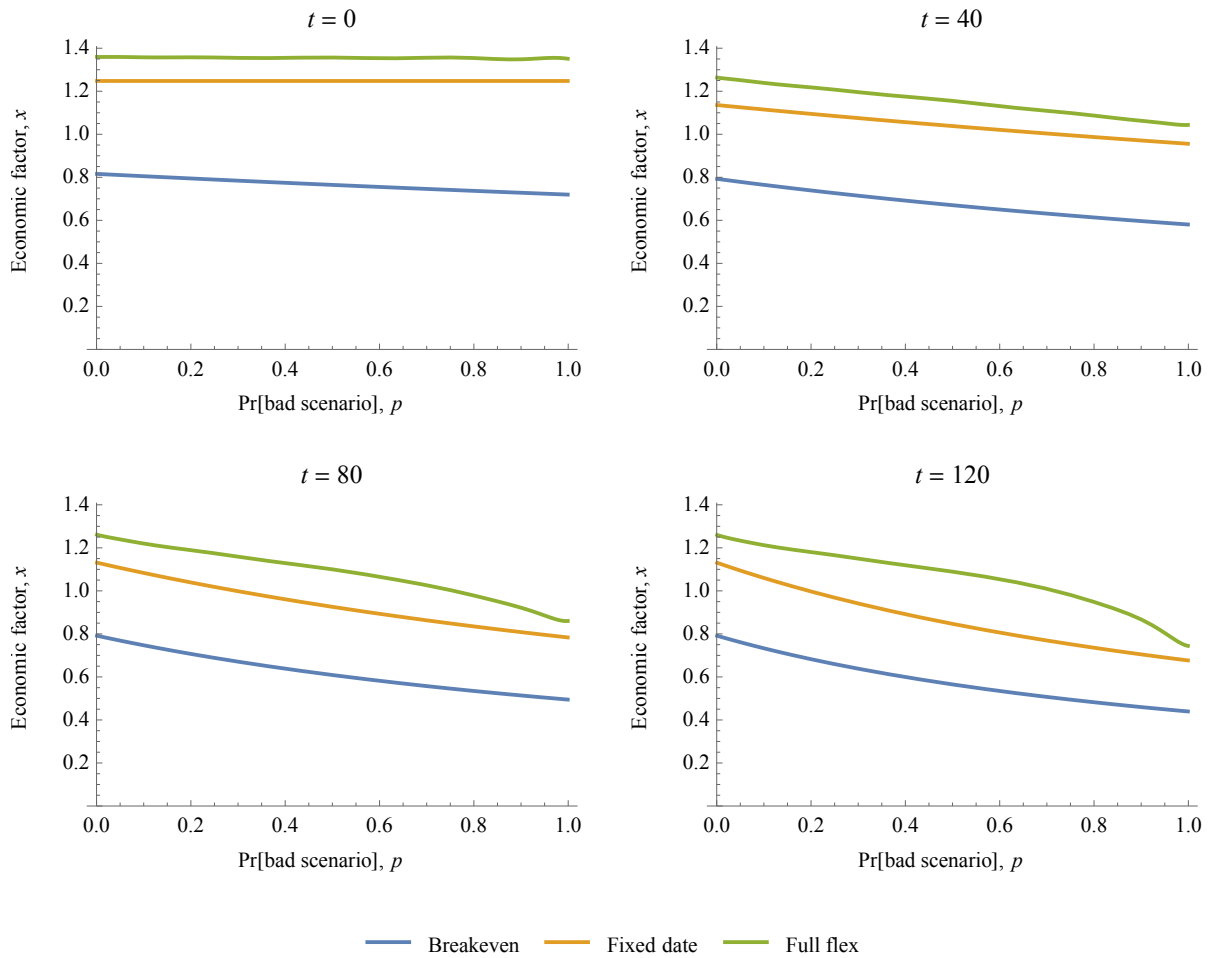 t = 0
1.4
1.2
1.0
0.8
0.6
0.4
0.2
Economic factor, x
0.0 0.2 0.4 0.6 0.8 1.0
Pr[bad scenario], p
t = 40
1.4
1.2
1.0
0.8
0.6
0.4
0.2
Economic factor, x
0.0 0.2 0.4 0.6 0.8 1.0
Pr[bad scenario], p
t = 80
1.4
1.2
1.0
0.8
0.6
0.4
0.2
Economic factor, x
0.0 0.2 0.4 0.6 0.8 1.0
Pr[bad scenario], p
t = 120
1.4
1.2
1.0
0.8
0.6
0.4
0.2
Economic factor, x
0.0 0.2 0.4 0.6 0.8 1.0
Pr[bad scenario], p
Breakeven Fixed date Full flex